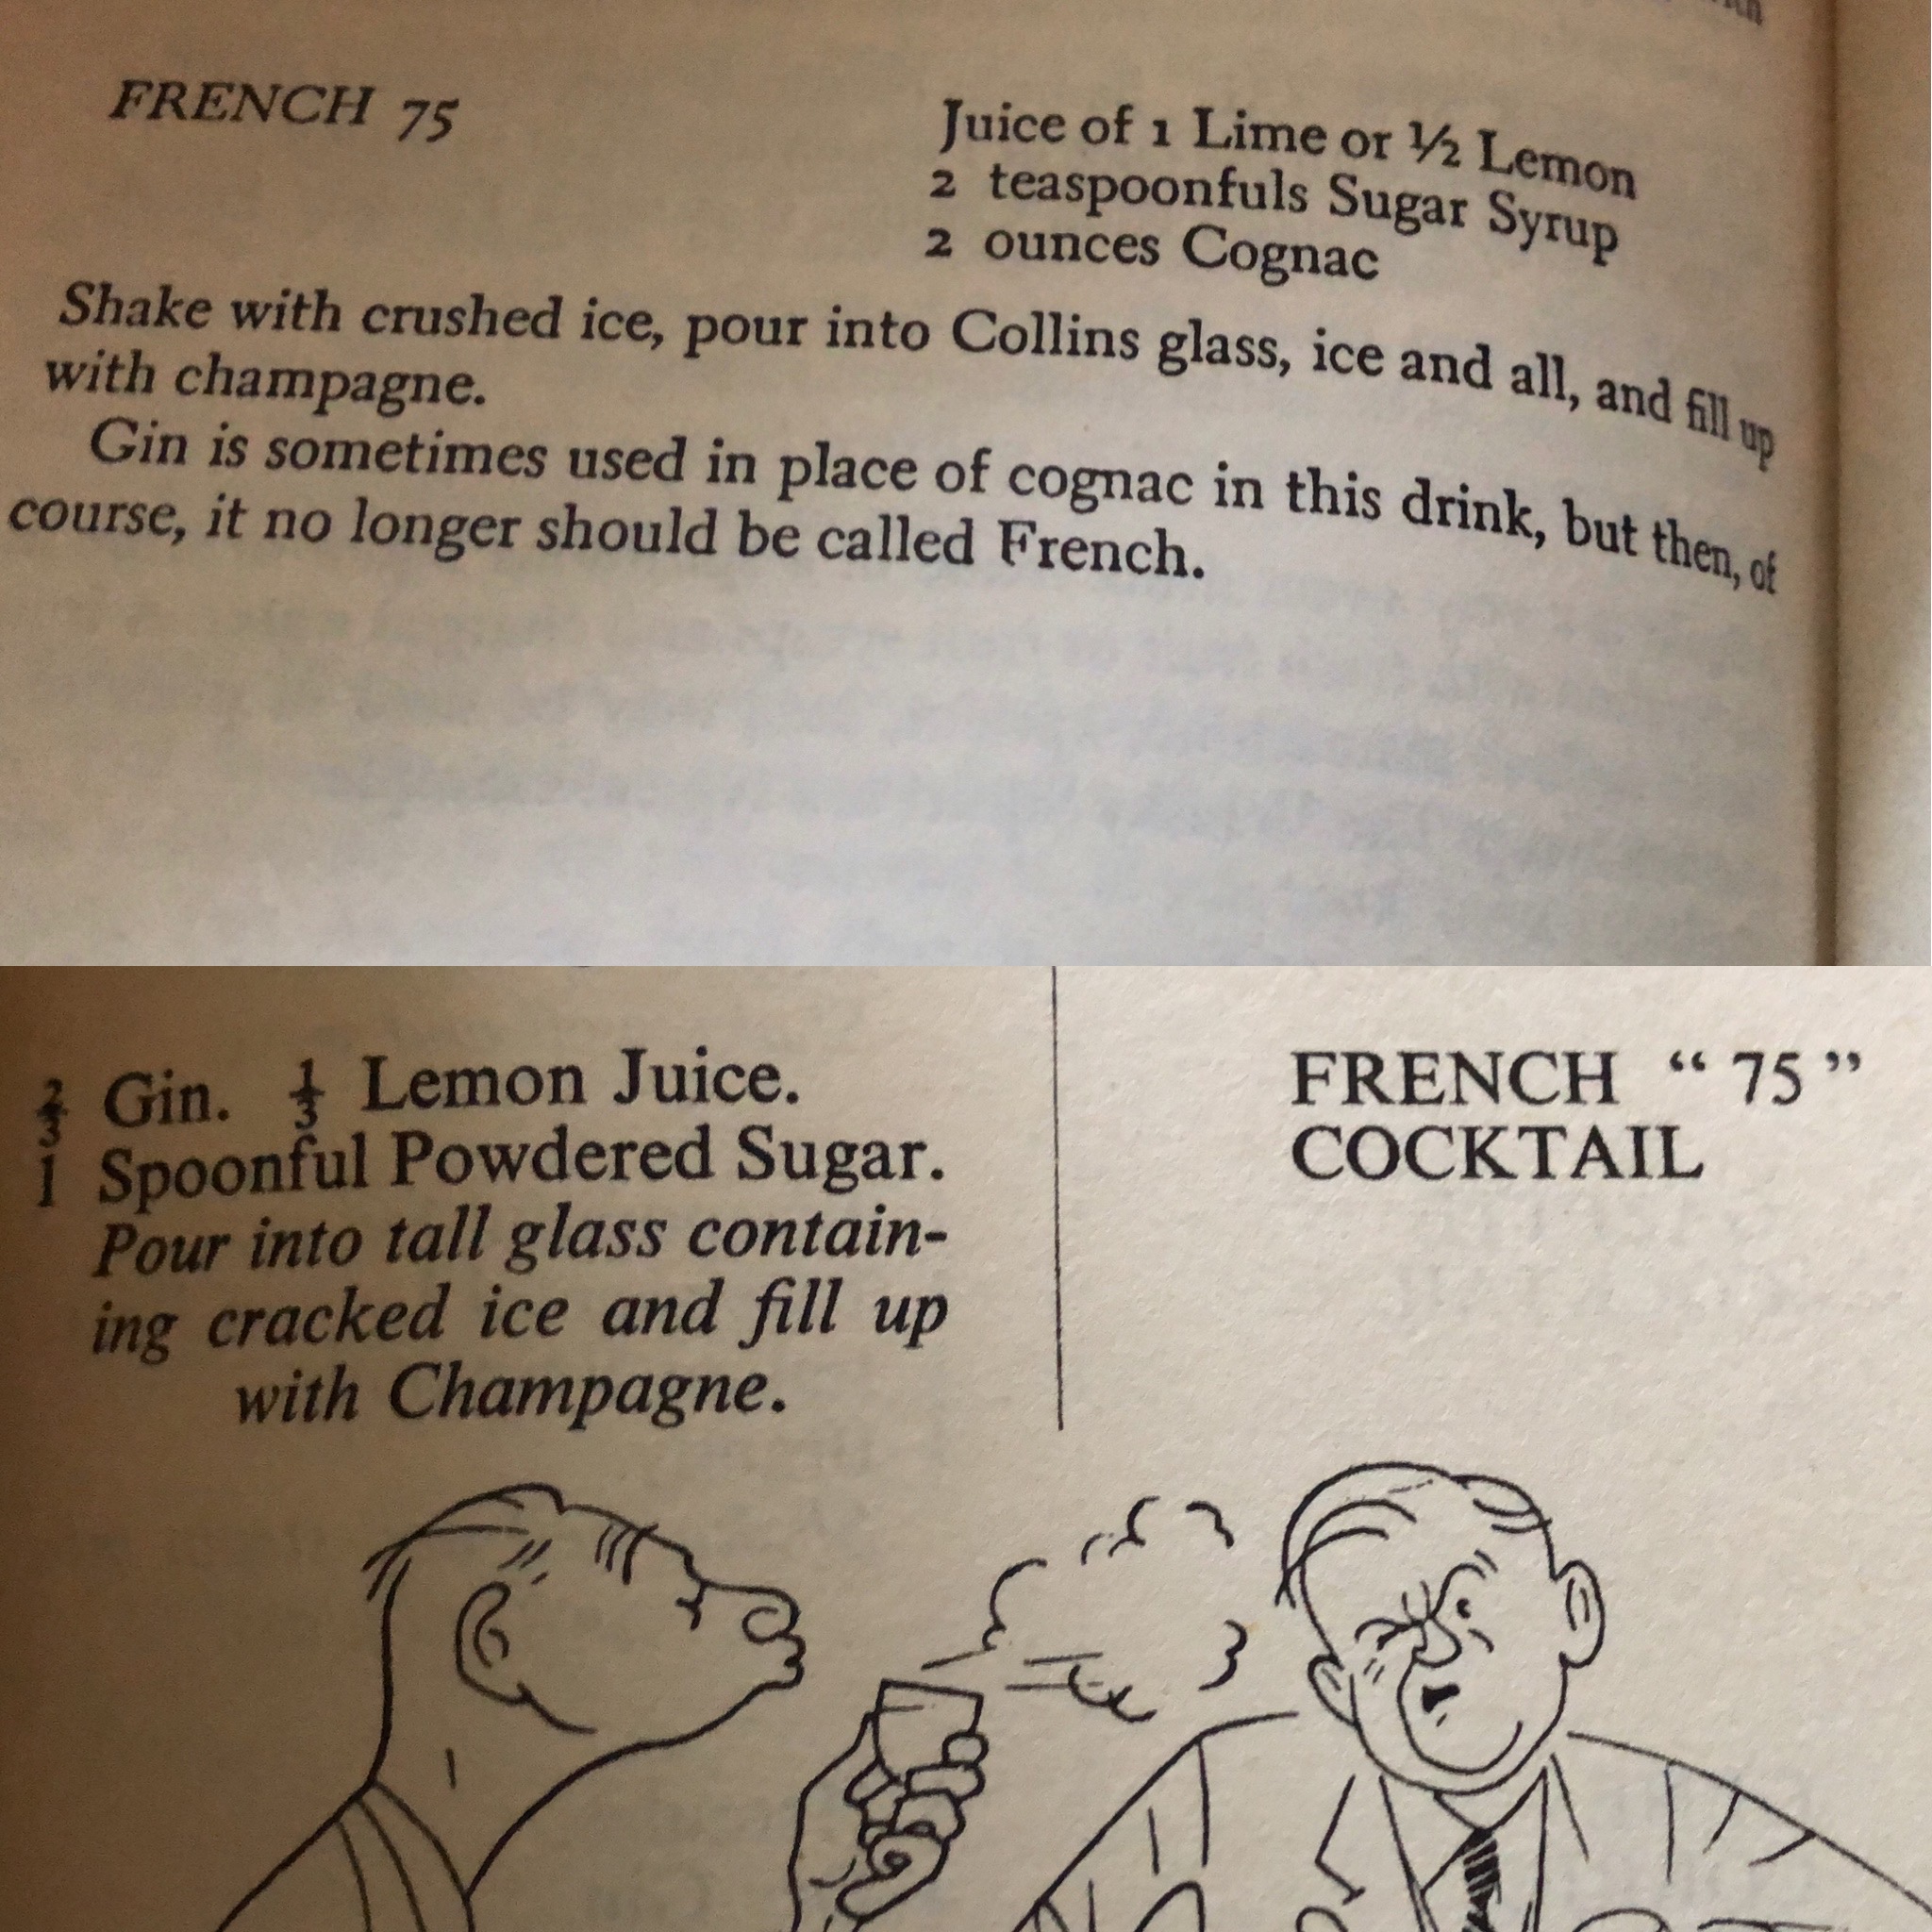 FRENCH 75
Juice of 1 Lime or ½ Lemon
2 teaspoonfuls Sugar Syrup
2 ounces Cognac
Shake with crushed ice, pour into Collins glass, ice and all, and fill up
with champagne.
Gin is sometimes used in place of cognac in this drink, but then, of
course, it no longer should be called French.
⅔ Gin. ⅓ Lemon Juice.
1 Spoonful Powdered Sugar.
Pour into tall glass contain-
ing cracked ice and fill up
with Champagne.
FRENCH “ 75 ”
COCKTAIL